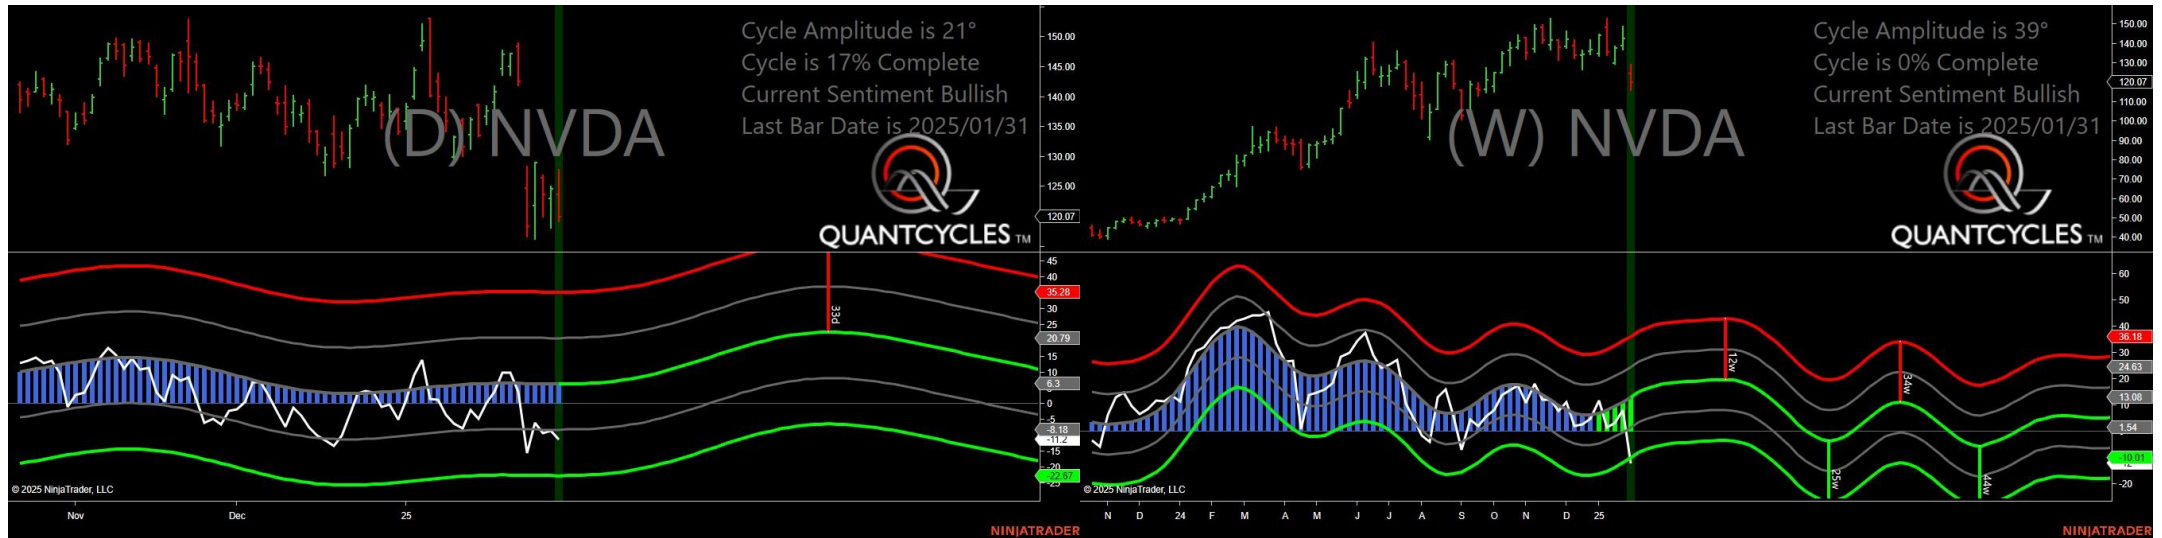 Cycle Amplitude is 21°
Cycle is 17% Complete
Current Sentiment Bullish
Last Bar Date is 2025/01/31
(D) NVDA
QUANTCYCLES TM
150.00
145.00
140.00
135.00
130.00
125.00
120.07
45
40
35.28
30
25
20.79
15
10
6.3
0
-5
-8.18
-11.2
-15
-20
-22.67
-25
33d
© 2025 NinjaTrader, LLC
Nov
Dec
25
NINJATRADER
Cycle Amplitude is 39°
Cycle is 0% Complete
Current Sentiment Bullish
Last Bar Date is 2025/01/31
(W) NVDA
QUANTCYCLES TM
150.00
140.00
130.00
120.07
110.00
100.00
90.00
80.00
70.00
60.00
50.00
40.00
60
50
40
36.18
30
24.63
20
13.08
10
1.54
-10.01
-12
-20
12w
25w
34w
44w
© 2025 NinjaTrader, LLC
N D 24 F M A M J J A S O N D 25
NINJATRADER